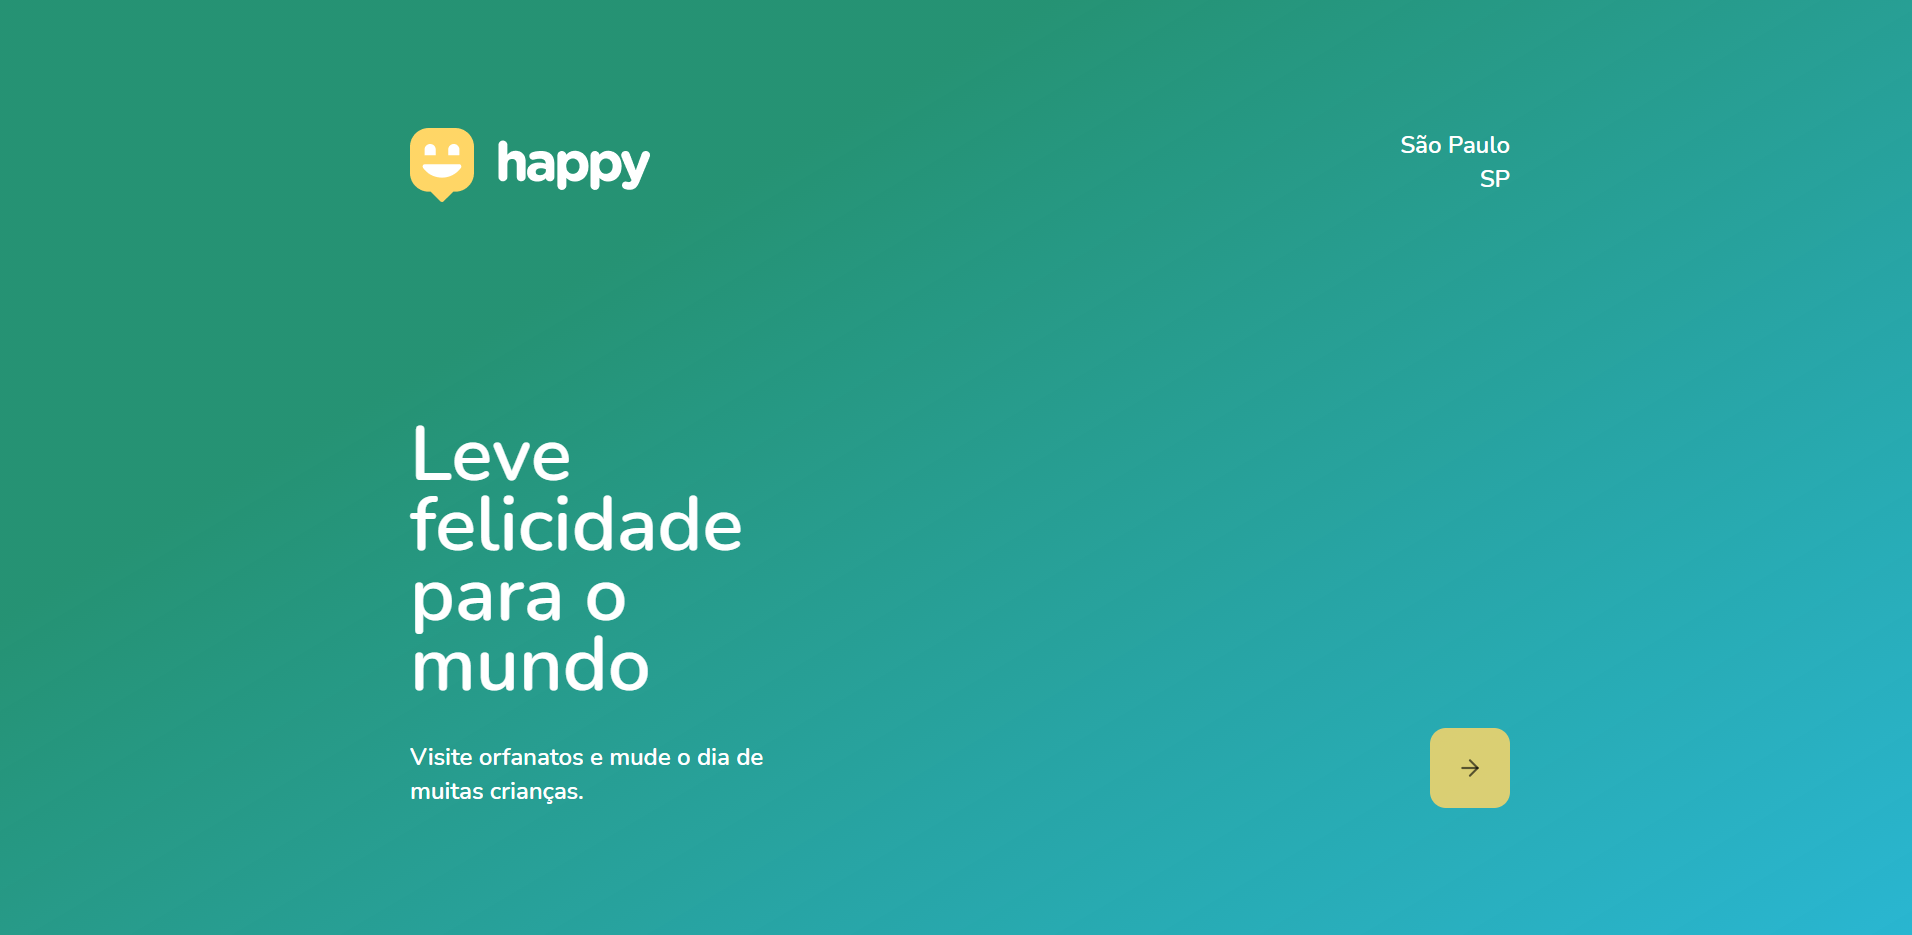 happy
São Paulo
SP
Leve
felicidade
para o
mundo
Visite orfanatos e mude o dia de
muitas crianças.